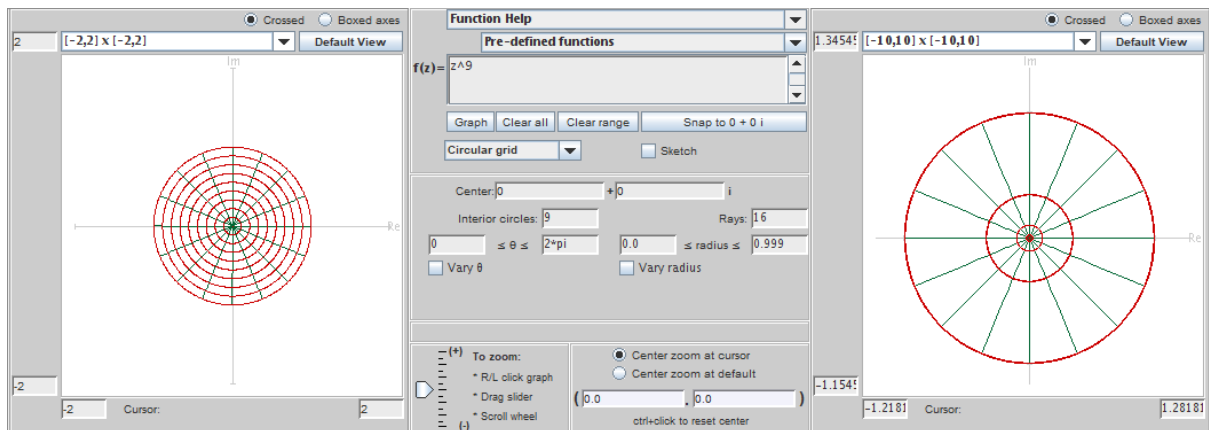 Crossed Boxed axes
2 [-2,2] x [-2,2] Default View
Im
Re
-2
-2 Cursor: 2
Function Help
Pre-defined functions
f(z)= z^9
Graph Clear all Clear range Snap to 0 + 0 i
Circular grid Sketch
Center: 0 + 0 i
Interior circles: 9 Rays: 16
0 ≤ θ ≤ 2*pi 0.0 ≤ radius ≤ 0.999
Vary θ Vary radius
(+) To zoom:
* R/L click graph
* Drag slider
* Scroll wheel
(-)
Center zoom at cursor
Center zoom at default
( 0.0 , 0.0 )
ctrl+click to reset center
Crossed Boxed axes
1.3454 [-10,10] x [-10,10] Default View
Im
Re
-1.154
-1.2181 Cursor: 1.28181